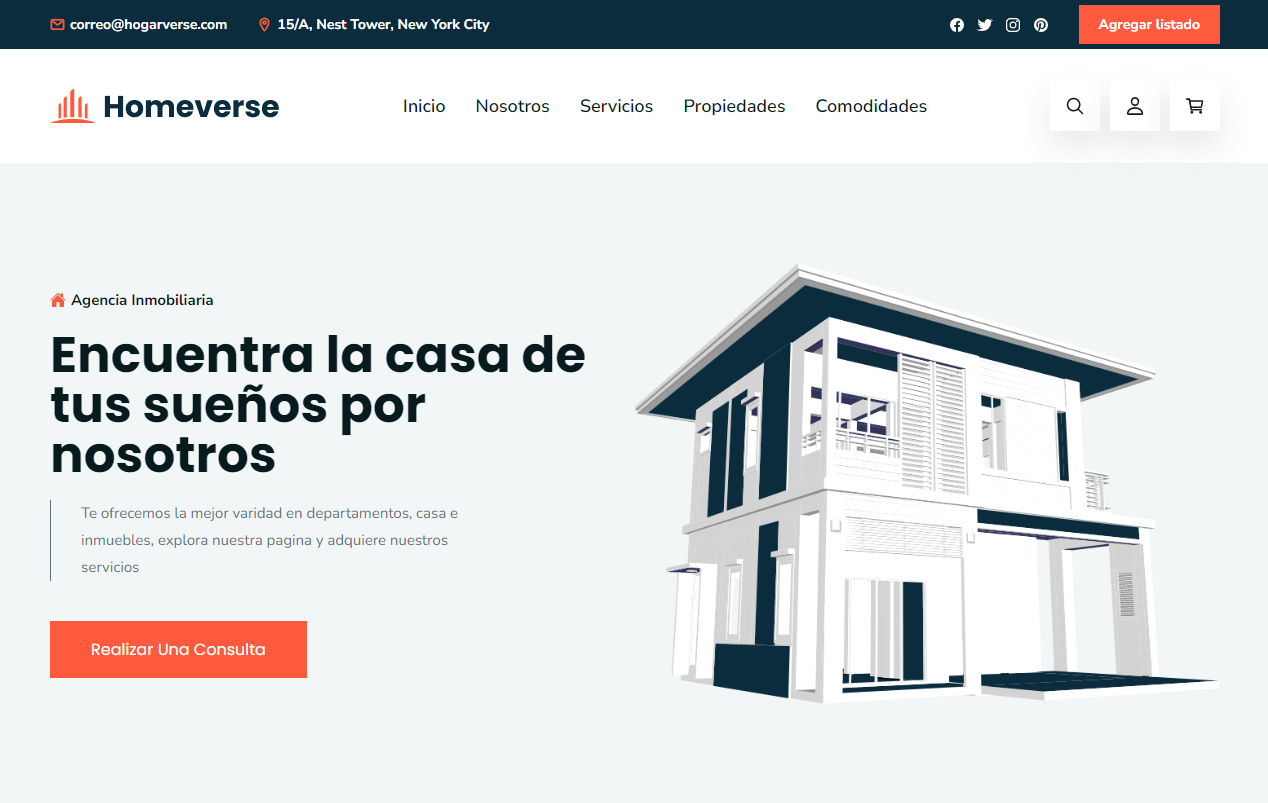 correo@hogarverse.com
15/A, Nest Tower, New York City
Agregar listado
Homeverse
Inicio
Nosotros
Servicios
Propiedades
Comodidades
Agencia Inmobiliaria
Encuentra la casa de
tus sueños por
nosotros
Te ofrecemos la mejor varidad en departamentos, casa e
inmuebles, explora nuestra pagina y adquiere nuestros
servicios
Realizar Una Consulta